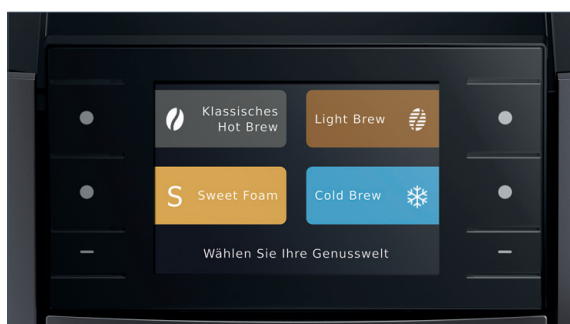 Klassisches
Hot Brew
Light Brew
S Sweet Foam
Cold Brew
Wählen Sie Ihre Genusswelt